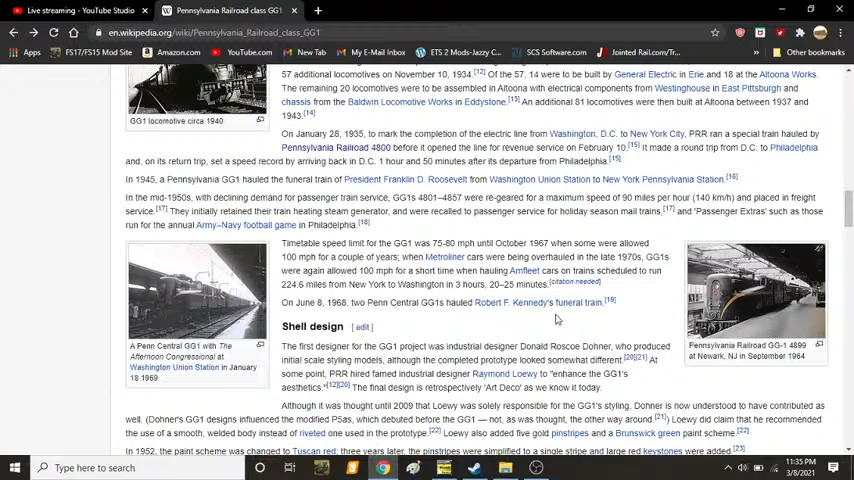 Live streaming - YouTube Studio
Pennsylvania Railroad class GG1
en.wikipedia.org/wiki/Pennsylvania_Railroad_class_GG1
Apps
FS17/FS15 Mod Site
Amazon.com
YouTube.com
New Tab
My E-mail Inbox
ETS 2 Mods-Jazzy C...
SCS Software.com
Jointed Rail.com/Tr...
Other bookmarks
57 additional locomotives on November 10, 1934.[12] Of the 57, 14 were to be built by General Electric in Erie and 18 at the Altoona Works.
The remaining 20 locomotives were to be assembled in Altoona with electrical components from Westinghouse in East Pittsburgh and
chassis from the Baldwin Locomotive Works in Eddystone.[13] An additional 81 locomotives were then built at Altoona between 1937 and
1943.[14]
GG1 locomotive circa 1940
On January 28, 1935, to mark the completion of the electric line from Washington, D.C. to New York City, PRR ran a special train hauled by
Pennsylvania Railroad 4800 before it opened the line for revenue service on February 10.[15] It made a round trip from D.C. to Philadelphia
and, on its return trip, set a speed record by arriving back in D.C. 1 hour and 50 minutes after its departure from Philadelphia.[15]
In 1945, a Pennsylvania GG1 hauled the funeral train of President Franklin D. Roosevelt from Washington Union Station to New York Pennsylvania Station.[16]
In the mid-1950s, with declining demand for passenger train service, GG1s 4801–4857 were re-geared for a maximum speed of 90 miles per hour (140 km/h) and placed in freight
service.[17] They initially retained their train heating steam generator, and were recalled to passenger service for holiday season mail trains,[17] and 'Passenger Extras' such as those
run for the annual Army–Navy football game in Philadelphia.[18]
Timetable speed limit for the GG1 was 75-80 mph until October 1967 when some were allowed
100 mph for a couple of years; when Metroliner cars were being overhauled in the late 1970s, GG1s
were again allowed 100 mph for a short time when hauling Amfleet cars on trains scheduled to run
224.6 miles from New York to Washington in 3 hours, 20–25 minutes.[citation needed]
On June 8, 1968, two Penn Central GG1s hauled Robert F. Kennedy's funeral train.[19]
A Penn Central GG1 with The
Afternoon Congressional at
Washington Union Station in January
18 1969
Pennsylvania Railroad GG-1 4899
at Newark, NJ in September 1964
Shell design [ edit ]
The first designer for the GG1 project was industrial designer Donald Roscoe Dohner, who produced
initial scale styling models, although the completed prototype looked somewhat different.[20][21] At
some point, PRR hired famed industrial designer Raymond Loewy to "enhance the GG1's
aesthetics."[12][20] The final design is retrospectively 'Art Deco' as we know it today.
Although it was thought until 2009 that Loewy was solely responsible for the GG1's styling, Dohner is now understood to have contributed as
well. (Dohner's GG1 designs influenced the modified P5as, which debuted before the GG1 — not, as was thought, the other way around.[21]) Loewy did claim that he recommended
the use of a smooth, welded body instead of riveted one used in the prototype.[22] Loewy also added five gold pinstripes and a Brunswick green paint scheme.[22]
In 1952, the paint scheme was changed to Tuscan red; three years later, the pinstripes were simplified to a single stripe and large red keystones were added.[23]
Type here to search
11:35 PM
3/8/2021